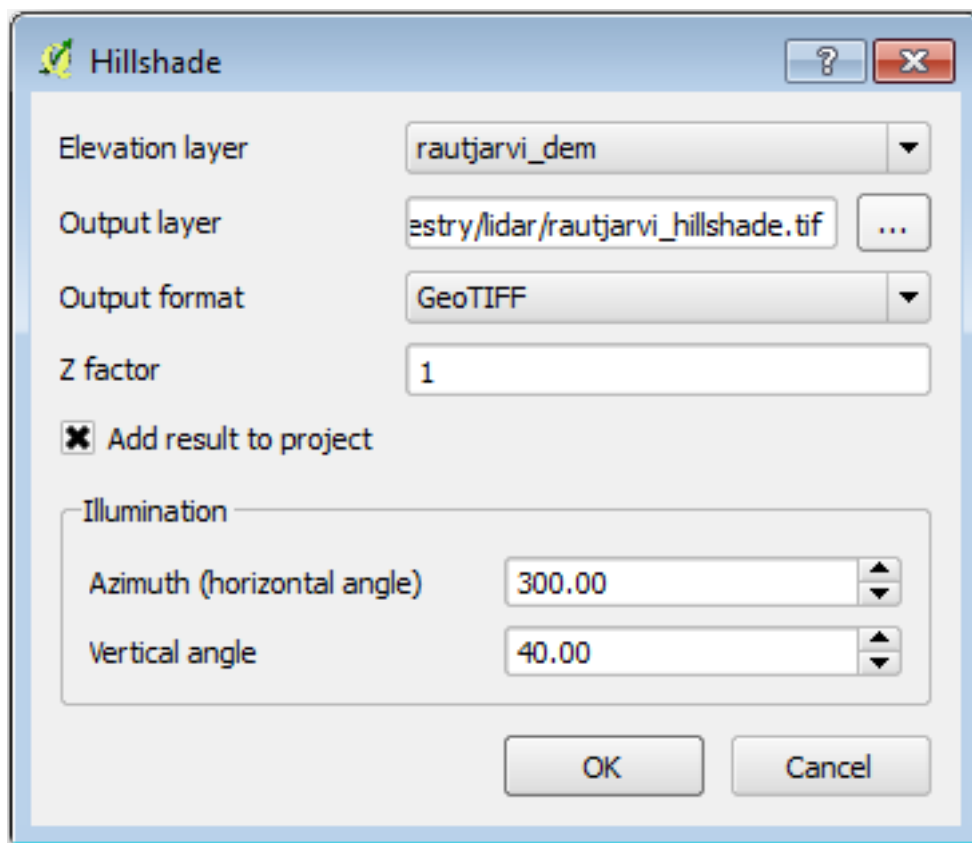 Hillshade
?
Elevation layer rautjarvi_dem
Output layer estry/lidar/rautjarvi_hillshade.tif ...
Output format GeoTIFF
Z factor 1
Add result to project
Illumination
Azimuth (horizontal angle) 300.00
Vertical angle 40.00
OK Cancel